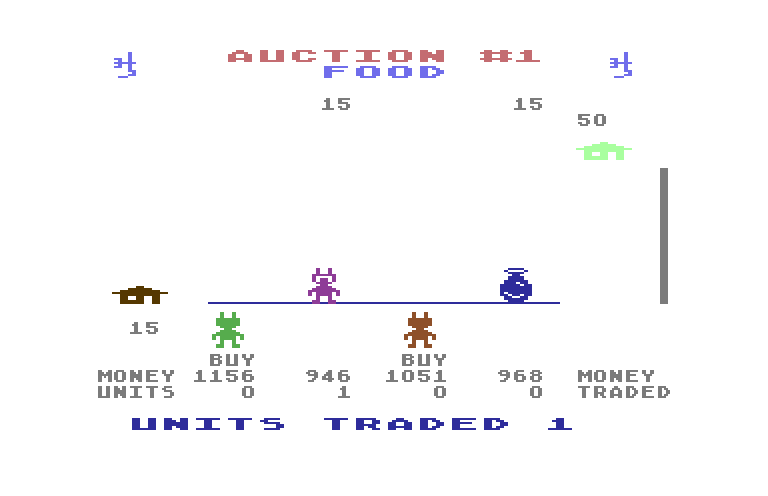 AUCTION #1
FOOD
15 15
50
15
BUY BUY
MONEY 1156 946 1051 968 MONEY
UNITS 0 1 0 0 TRADED
UNITS TRADED 1